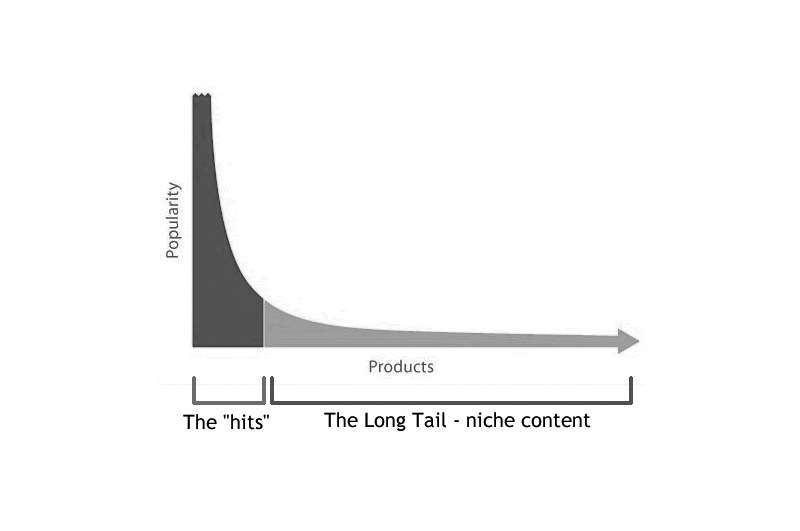 Popularity
Products
The "hits"
The Long Tail - niche content